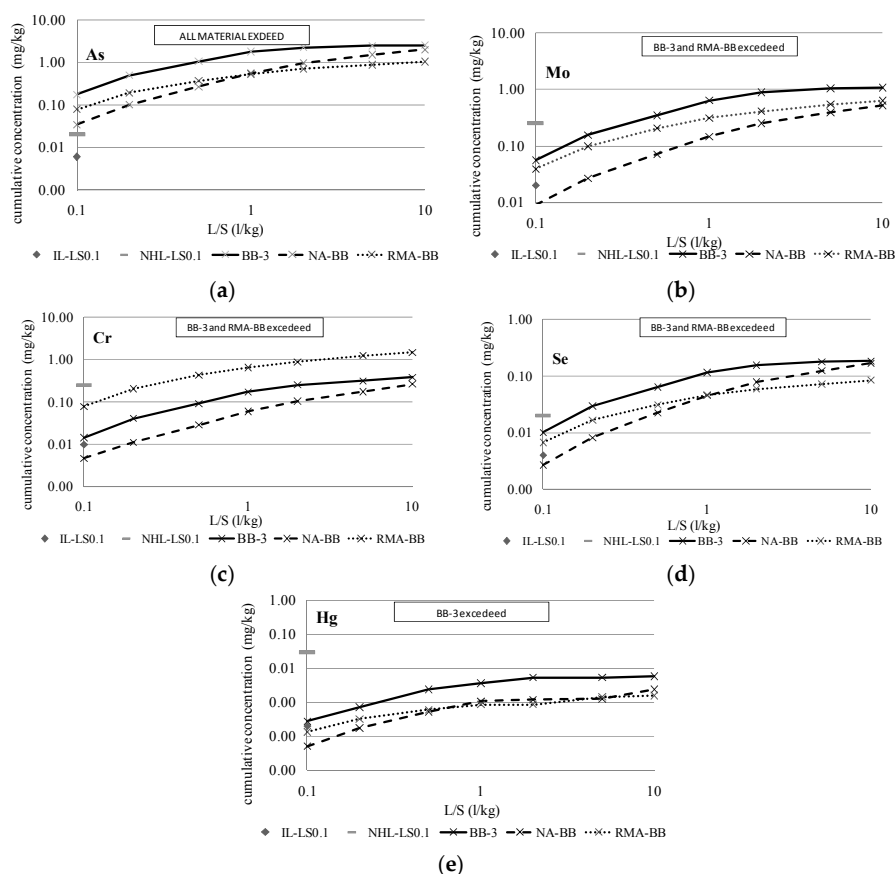 (a)
ALL MATERIAL EXDEED
As
cumulative concentration (mg/kg)
10.00
1.00
0.10
0.01
0.00
0.1 1 10
L/S (l/kg)
IL-LS0.1 NHL-LS0.1 BB-3 NA-BB RMA-BB
(a)
BB-3 and RMA-BB excedeed
Mo
cumulative concentration (mg/kg)
10.00
1.00
0.10
0.01
0.1 1 10
L/S (l/kg)
IL-LS0.1 NHL-LS0.1 BB-3 NA-BB RMA-BB
(b)
BB-3 and RMA-BB excedeed
Cr
cumulative concentration (mg/kg)
10.00
1.00
0.10
0.01
0.00
0.1 1 10
L/S (l/kg)
IL-LS0.1 NHL-LS0.1 BB-3 NA-BB RMA-BB
(c)
BB-3 and RMA-BB excedeed
Se
cumulative concentration (mg/kg)
1.00
0.10
0.01
0.00
0.1 1 10
L/S (l/kg)
IL-LS0.1 NHL-LS0.1 BB-3 NA-BB RMA-BB
(d)
BB-3 excedeed
Hg
cumulative concentration (mg/kg)
1.00
0.10
0.01
0.00
0.00
0.00
0.1 1 10
L/S (l/kg)
IL-LS0.1 NHL-LS0.1 BB-3 NA-BB RMA-BB
(e)